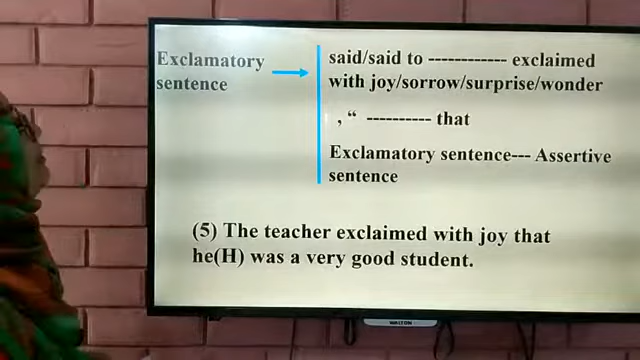 Exclamatory
sentence
said/said to ------------ exclaimed
with joy/sorrow/surprise/wonder
, “ ---------- that
Exclamatory sentence--- Assertive
sentence
(5) The teacher exclaimed with joy that
he(H) was a very good student.
WALTON